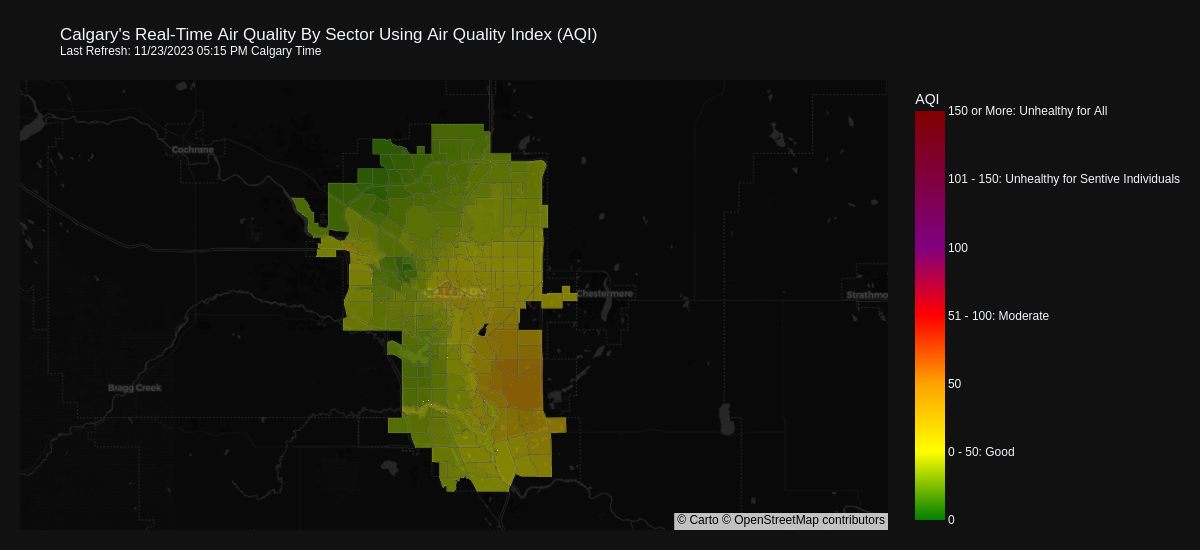 Calgary's Real-Time Air Quality By Sector Using Air Quality Index (AQI)
Last Refresh: 11/23/2023 05:15 PM Calgary Time
AQI
150 or More: Unhealthy for All
Cochrane
101 - 150: Unhealthy for Sentive Individuals
100
Chestermere
Strathmo
51 - 100: Moderate
50
Bragg Creek
0 - 50: Good
0
© Carto © OpenStreetMap contributors